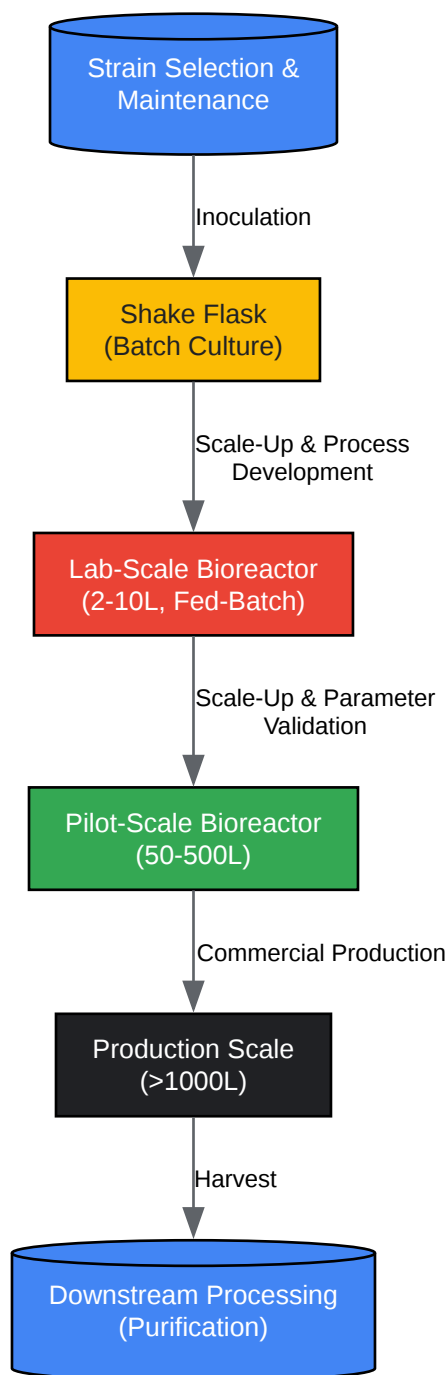 Strain Selection &
Maintenance
Inoculation
Shake Flask
(Batch Culture)
Scale-Up & Process
Development
Lab-Scale Bioreactor
(2-10L, Fed-Batch)
Scale-Up & Parameter
Validation
Pilot-Scale Bioreactor
(50-500L)
Commercial Production
Production Scale
(>1000L)
Harvest
Downstream Processing
(Purification)